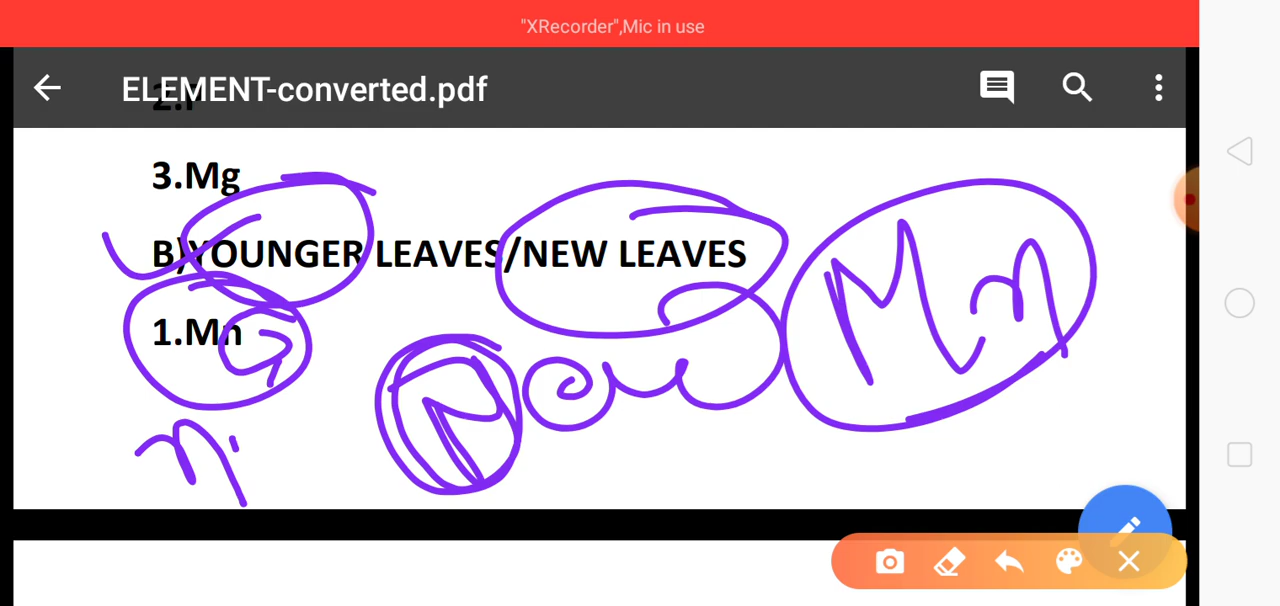 "XRecorder",Mic in use
ELEMENT-converted.pdf
3.Mg
B)YOUNGER LEAVES/NEW LEAVES
1.Mn
Mn